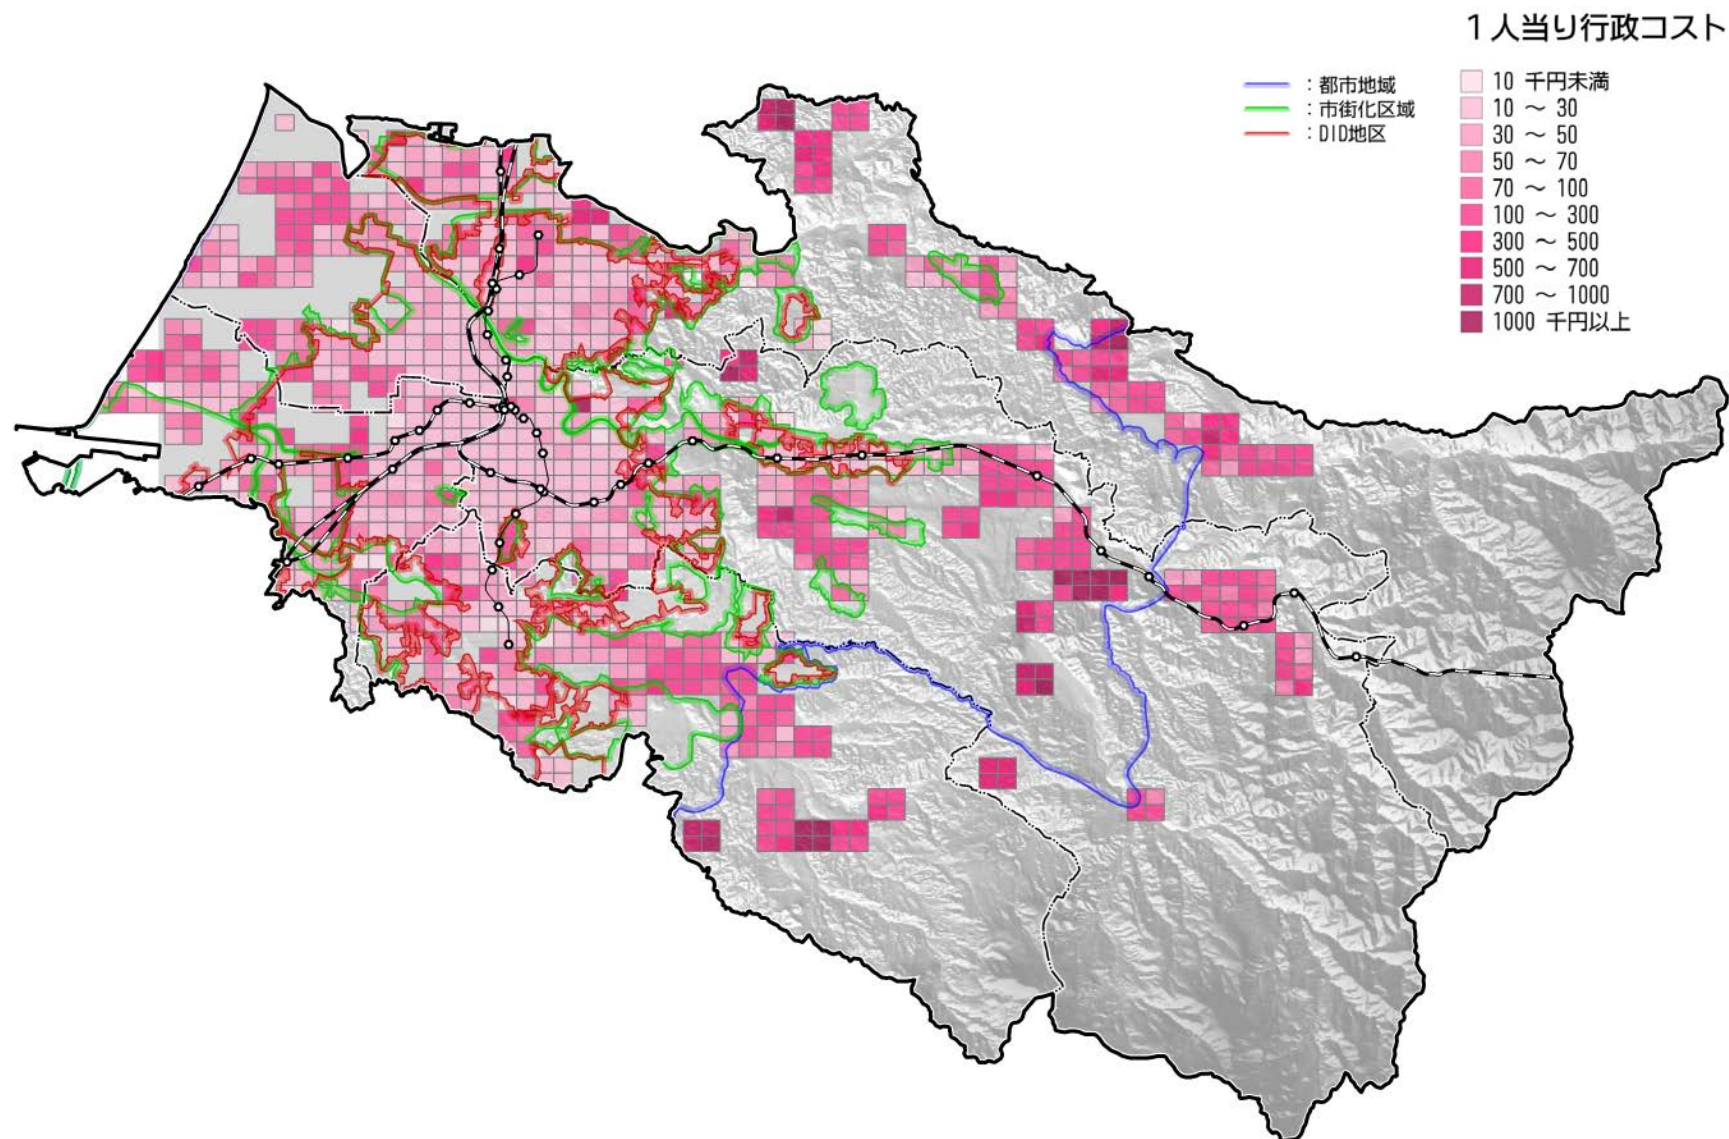 1人当り行政コスト
：都市地域
：市街化区域
：DID地区
10 千円未満
10 ～ 30
30 ～ 50
50 ～ 70
70 ～ 100
100 ～ 300
300 ～ 500
500 ～ 700
700 ～ 1000
1000 千円以上